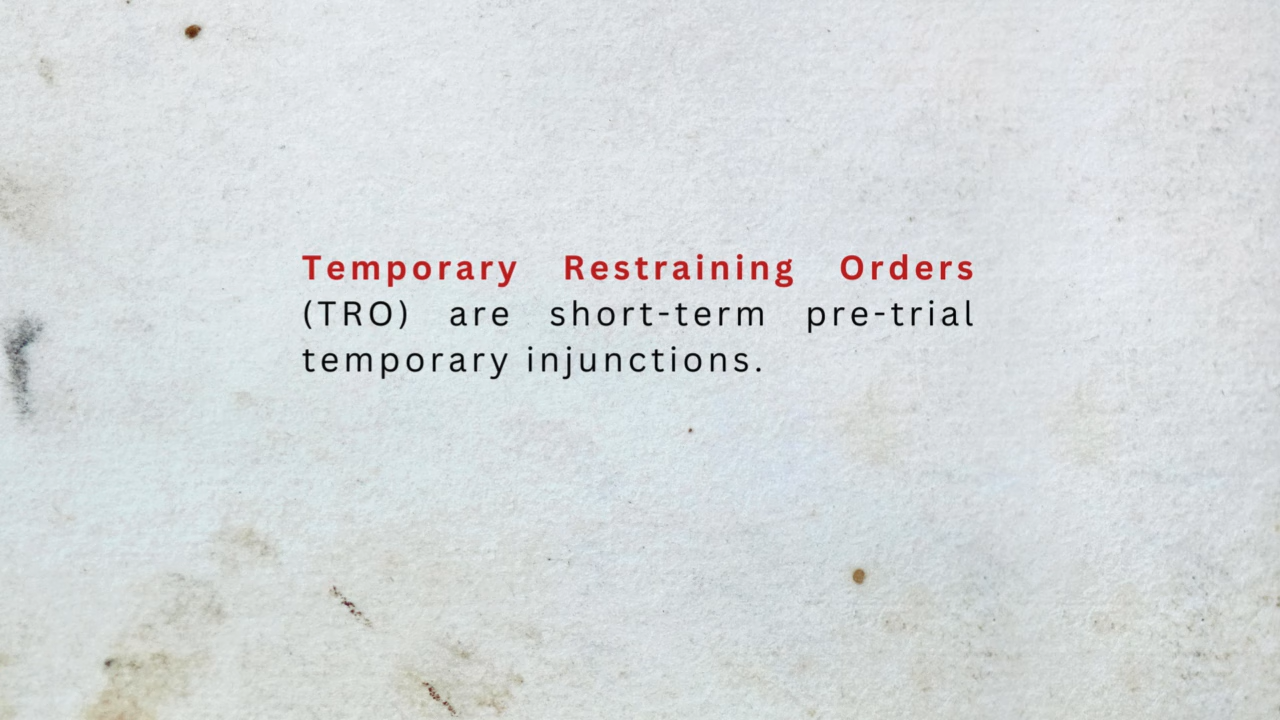 Temporary Restraining Orders
(TRO) are short-term pre-trial
temporary injunctions.